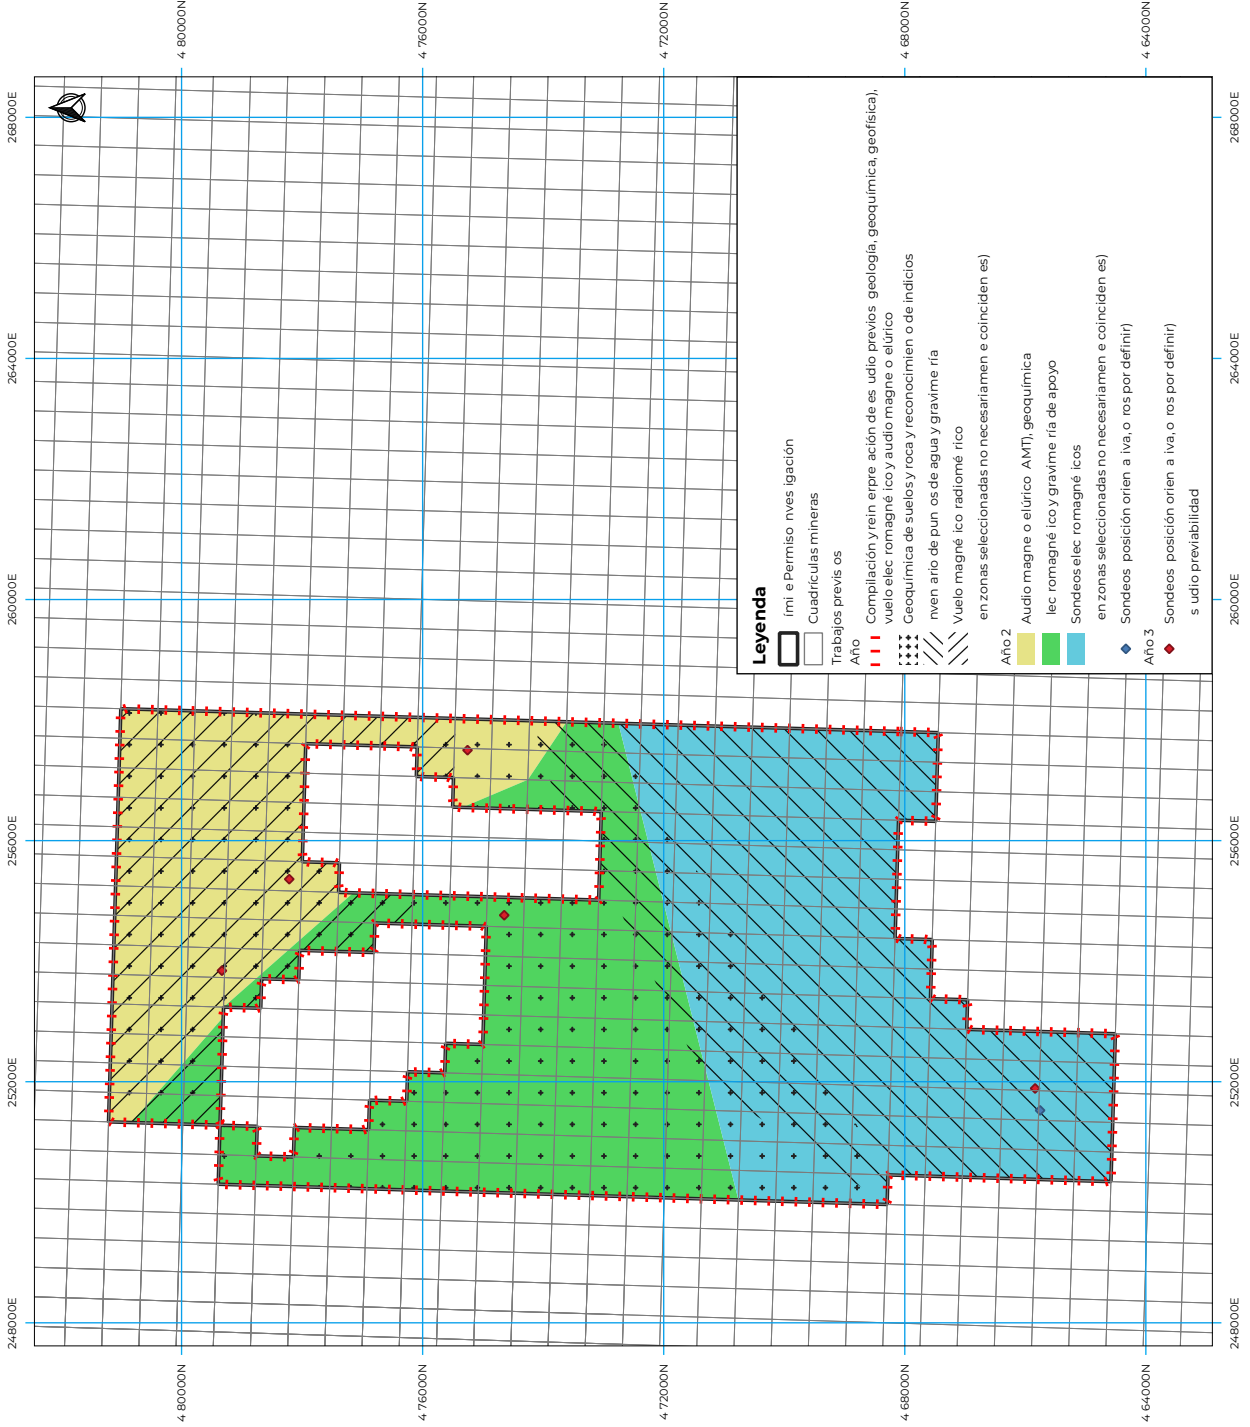 268000E
264000E
260000E
256000E
252000E
248000E
4 80000N
4 76000N
4 72000N
4 68000N
4 64000N
4 80000N
4 76000N
4 72000N
4 68000N
4 64000N
268000E
264000E
260000E
256000E
252000E
248000E
Leyenda
ími e Permiso nves igación
Cuadrículas mineras
Trabajos previs os
Año
Compilación y rein erpre ación de es udio previos geología, geoquímica, geofísica),
vuelo elec romagné ico y audio magne o elúrico
Geoquímica de suelos y roca y reconocimien o de indicios
nven ario de pun os de agua y gravime ría
Vuelo magné ico radiomé rico
en zonas seleccionadas no necesariamen e coinciden es)
Año 2
Audio magne o elúrico AMT), geoquímica
lec romagné ico y gravime ría de apoyo
Sondeos elec romagné icos
en zonas seleccionadas no necesariamen e coinciden es)
Sondeos posición orien a iva, o ros por definir)
Año 3
Sondeos posición orien a iva, o ros por definir)
s udio previabilidad